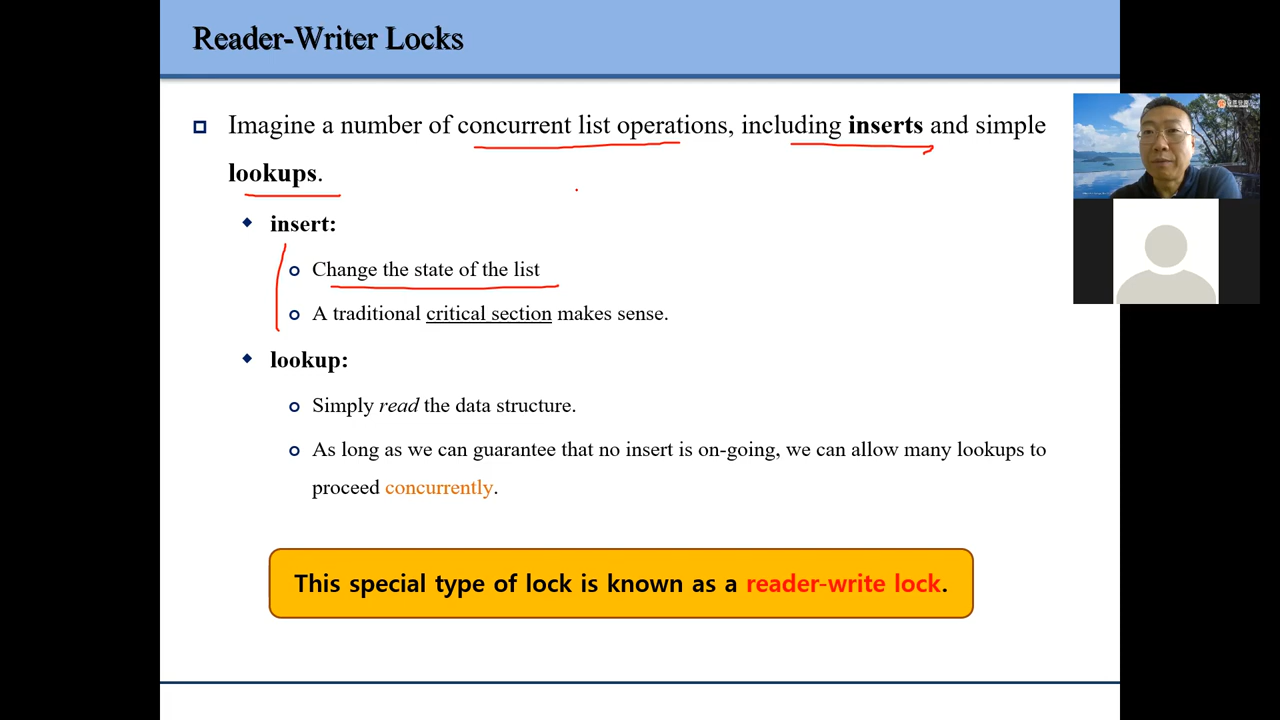 Reader-Writer Locks
Imagine a number of concurrent list operations, including inserts and simple
lookups.
insert:
Change the state of the list
A traditional critical section makes sense.
lookup:
Simply read the data structure.
As long as we can guarantee that no insert is on-going, we can allow many lookups to
proceed concurrently.
This special type of lock is known as a reader-write lock.